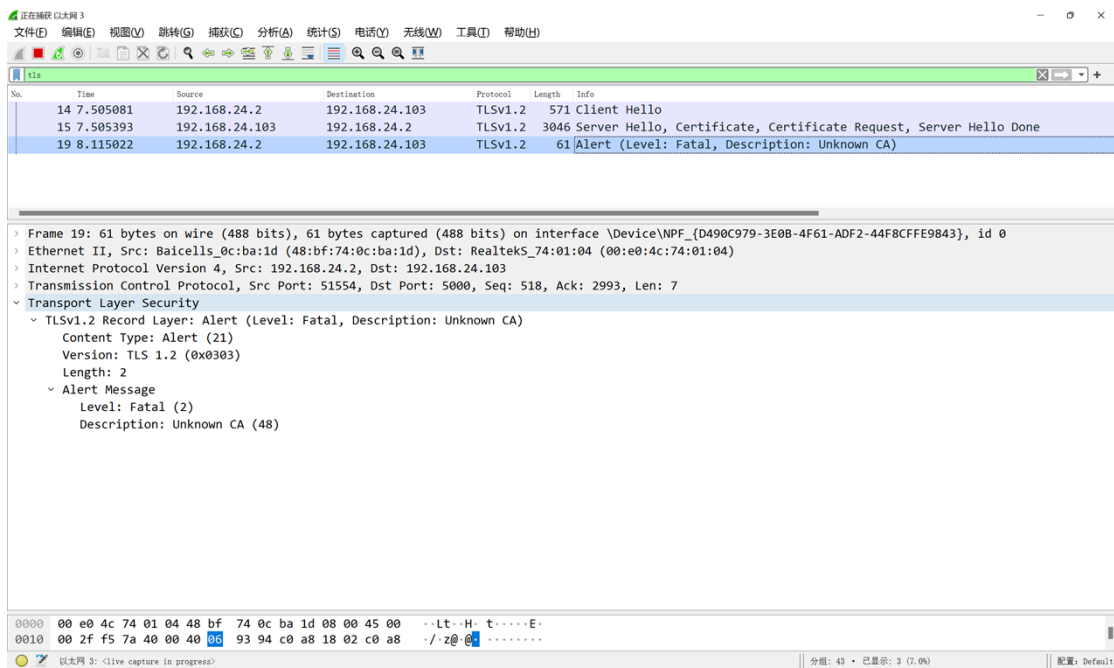 正在捕获 以太网 3
文件(F) 编辑(E) 视图(V) 跳转(G) 捕获(C) 分析(A) 统计(S) 电话(Y) 无线(W) 工具(T) 帮助(H)
tls
No. Time Source Destination Protocol Length Info
14 7.505081 192.168.24.2 192.168.24.103 TLSv1.2 571 Client Hello
15 7.505393 192.168.24.103 192.168.24.2 TLSv1.2 3046 Server Hello, Certificate, Certificate Request, Server Hello Done
19 8.115022 192.168.24.2 192.168.24.103 TLSv1.2 61 Alert (Level: Fatal, Description: Unknown CA)
Frame 19: 61 bytes on wire (488 bits), 61 bytes captured (488 bits) on interface \Device\NPF_{D490C979-3E0B-4F61-ADF2-44F8CFFE9843}, id 0
Ethernet II, Src: Baicells_0c:ba:1d (48:bf:74:0c:ba:1d), Dst: RealtekS_74:01:04 (00:e0:4c:74:01:04)
Internet Protocol Version 4, Src: 192.168.24.2, Dst: 192.168.24.103
Transmission Control Protocol, Src Port: 51554, Dst Port: 5000, Seq: 518, Ack: 2993, Len: 7
Transport Layer Security
TLSv1.2 Record Layer: Alert (Level: Fatal, Description: Unknown CA)
Content Type: Alert (21)
Version: TLS 1.2 (0x0303)
Length: 2
Alert Message
Level: Fatal (2)
Description: Unknown CA (48)
0000 00 e0 4c 74 01 04 48 bf 74 0c ba 1d 08 00 45 00 ··Lt··H· t·····E·
0010 00 2f f5 7a 40 00 40 06 93 94 c0 a8 18 02 c0 a8 ·/·z@·@· ········
以太网 3: <live capture in progress> 分组: 43 · 已显示: 3 (7.0%) 配置: Default